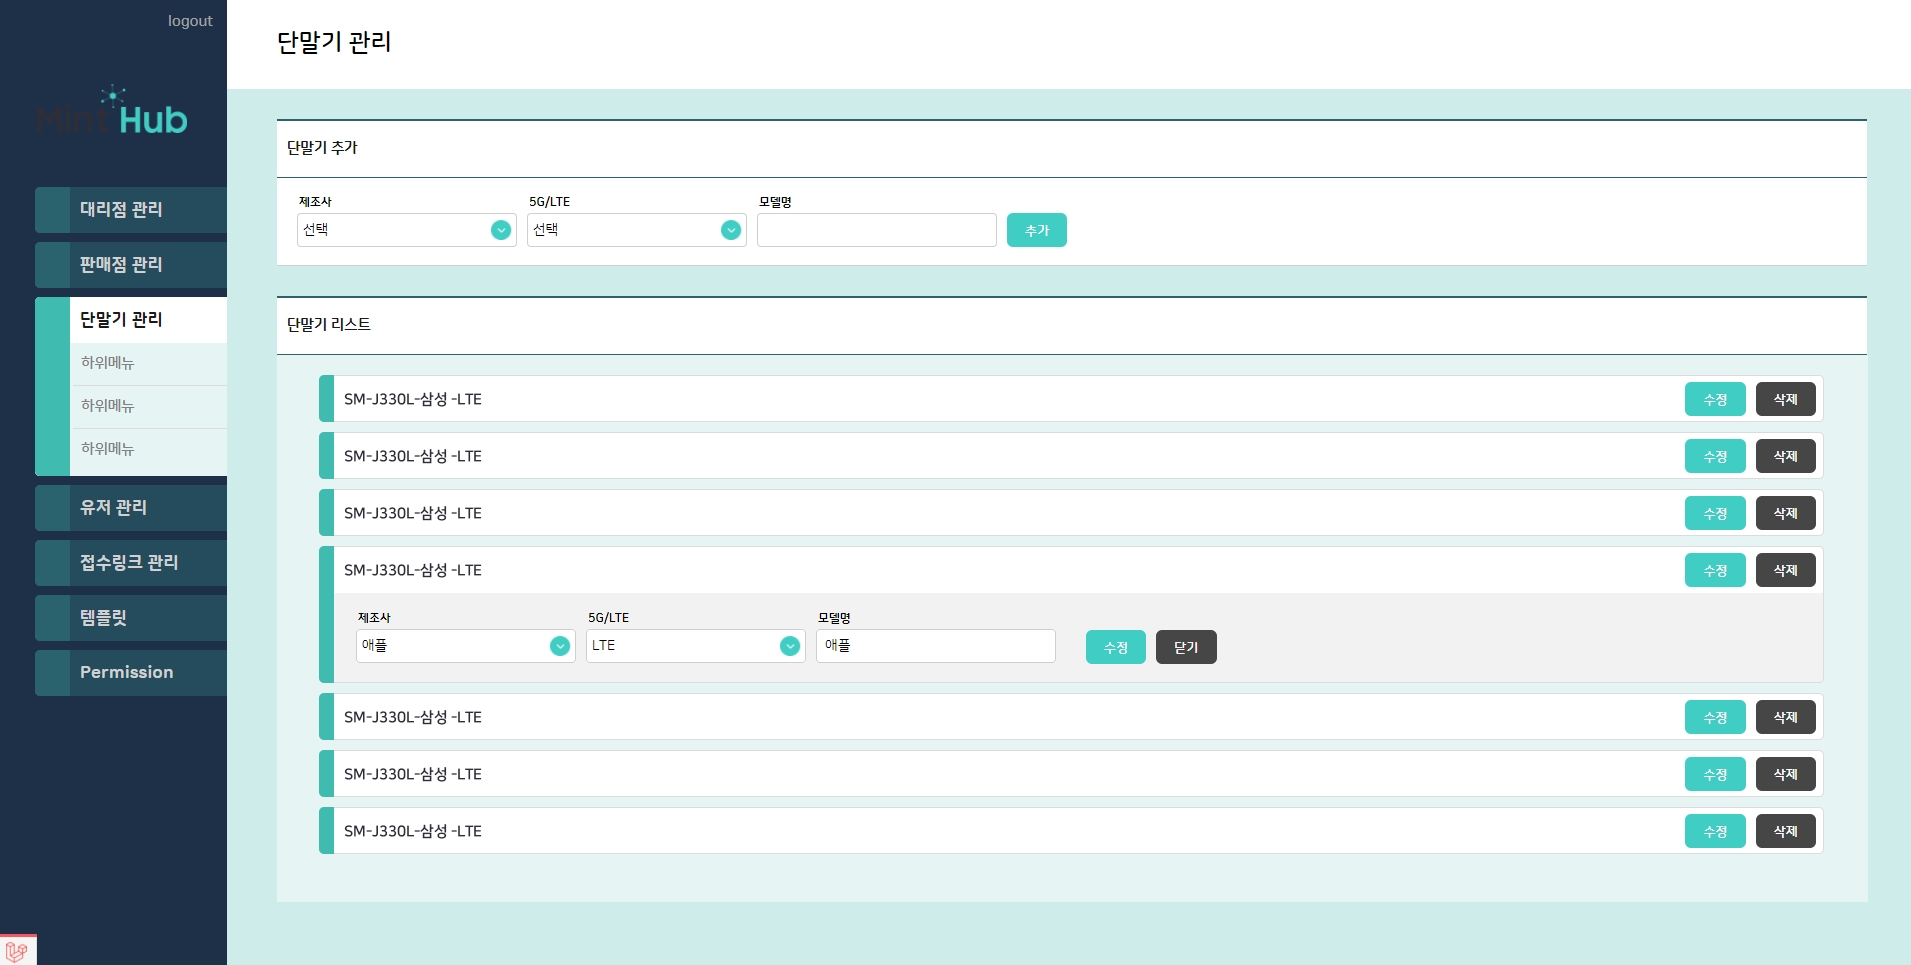 logout
Mint Hub
대리점 관리
판매점 관리
단말기 관리
하위메뉴
하위메뉴
하위메뉴
유저 관리
접수링크 관리
템플릿
Permission
단말기 관리
단말기 추가
제조사 5G/LTE 모델명
선택 선택 추가
단말기 리스트
SM-J330L-삼성 -LTE 수정 삭제
SM-J330L-삼성 -LTE 수정 삭제
SM-J330L-삼성 -LTE 수정 삭제
SM-J330L-삼성 -LTE 수정 삭제
제조사 5G/LTE 모델명
애플 LTE 애플 수정 닫기
SM-J330L-삼성 -LTE 수정 삭제
SM-J330L-삼성 -LTE 수정 삭제
SM-J330L-삼성 -LTE 수정 삭제